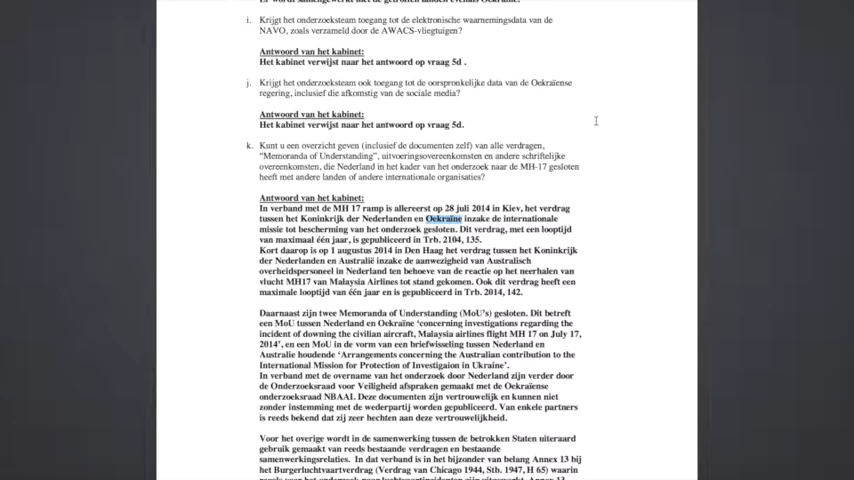 i. Krijgt het onderzoeksteam toegang tot de elektronische waarnemingsdata van de
NAVO, zoals verzameld door de AWACS-vliegtuigen?
Antwoord van het kabinet:
Het kabinet verwijst naar het antwoord op vraag 5d .
j. Krijgt het onderzoeksteam ook toegang tot de oorspronkelijke data van de Oekraïense
regering, inclusief die afkomstig van de sociale media?
Antwoord van het kabinet:
Het kabinet verwijst naar het antwoord op vraag 5d.
k. Kunt u een overzicht geven (inclusief de documenten zelf) van alle verdragen,
“Memoranda of Understanding”, uitvoeringsovereenkomsten en andere schriftelijke
overeenkomsten, die Nederland in het kader van het onderzoek naar de MH-17 gesloten
heeft met andere landen of andere internationale organisaties?
Antwoord van het kabinet:
In verband met de MH 17 ramp is allereerst op 28 juli 2014 in Kiev, het verdrag
tussen het Koninkrijk der Nederlanden en Oekraïne inzake de internationale
missie tot bescherming van het onderzoek gesloten. Dit verdrag, met een looptijd
van maximaal één jaar, is gepubliceerd in Trb. 2104, 135.
Kort daarop is op 1 augustus 2014 in Den Haag het verdrag tussen het Koninkrijk
der Nederlanden en Australië inzake de aanwezigheid van Australisch
overheidspersoneel in Nederland ten behoeve van de reactie op het neerhalen van
vlucht MH17 van Malaysia Airlines tot stand gekomen. Ook dit verdrag heeft een
maximale looptijd van één jaar en is gepubliceerd in Trb. 2014, 142.
Daarnaast zijn twee Memoranda of Understanding (MoU’s) gesloten. Dit betreft
een MoU tussen Nederland en Oekraïne ‘concerning investigations regarding the
incident of downing the civilian aircraft, Malaysia airlines flight MH 17 on July 17,
2014’, en een MoU in de vorm van een briefwisseling tussen Nederland en
Australie houdende ‘Arrangements concerning the Australian contribution to the
International Mission for Protection of Investigaion in Ukraine’.
In verband met de overname van het onderzoek door Nederland zijn verder door
de Onderzoeksraad voor Veiligheid afspraken gemaakt met de Oekraïense
onderzoeksraad NBAAI. Deze documenten zijn vertrouwelijk en kunnen niet
zonder instemming met de wederpartij worden gepubliceerd. Van enkele partners
is reeds bekend dat zij zeer hechten aan deze vertrouwelijkheid.
Voor het overige wordt in de samenwerking tussen de betrokken Staten uiteraard
gebruik gemaakt van reeds bestaande verdragen en bestaande
samenwerkingsrelaties. In dat verband is in het bijzonder van belang Annex 13 bij
het Burgerluchtvaartverdrag (Verdrag van Chicago 1944, Stb. 1947, H 65) waarin